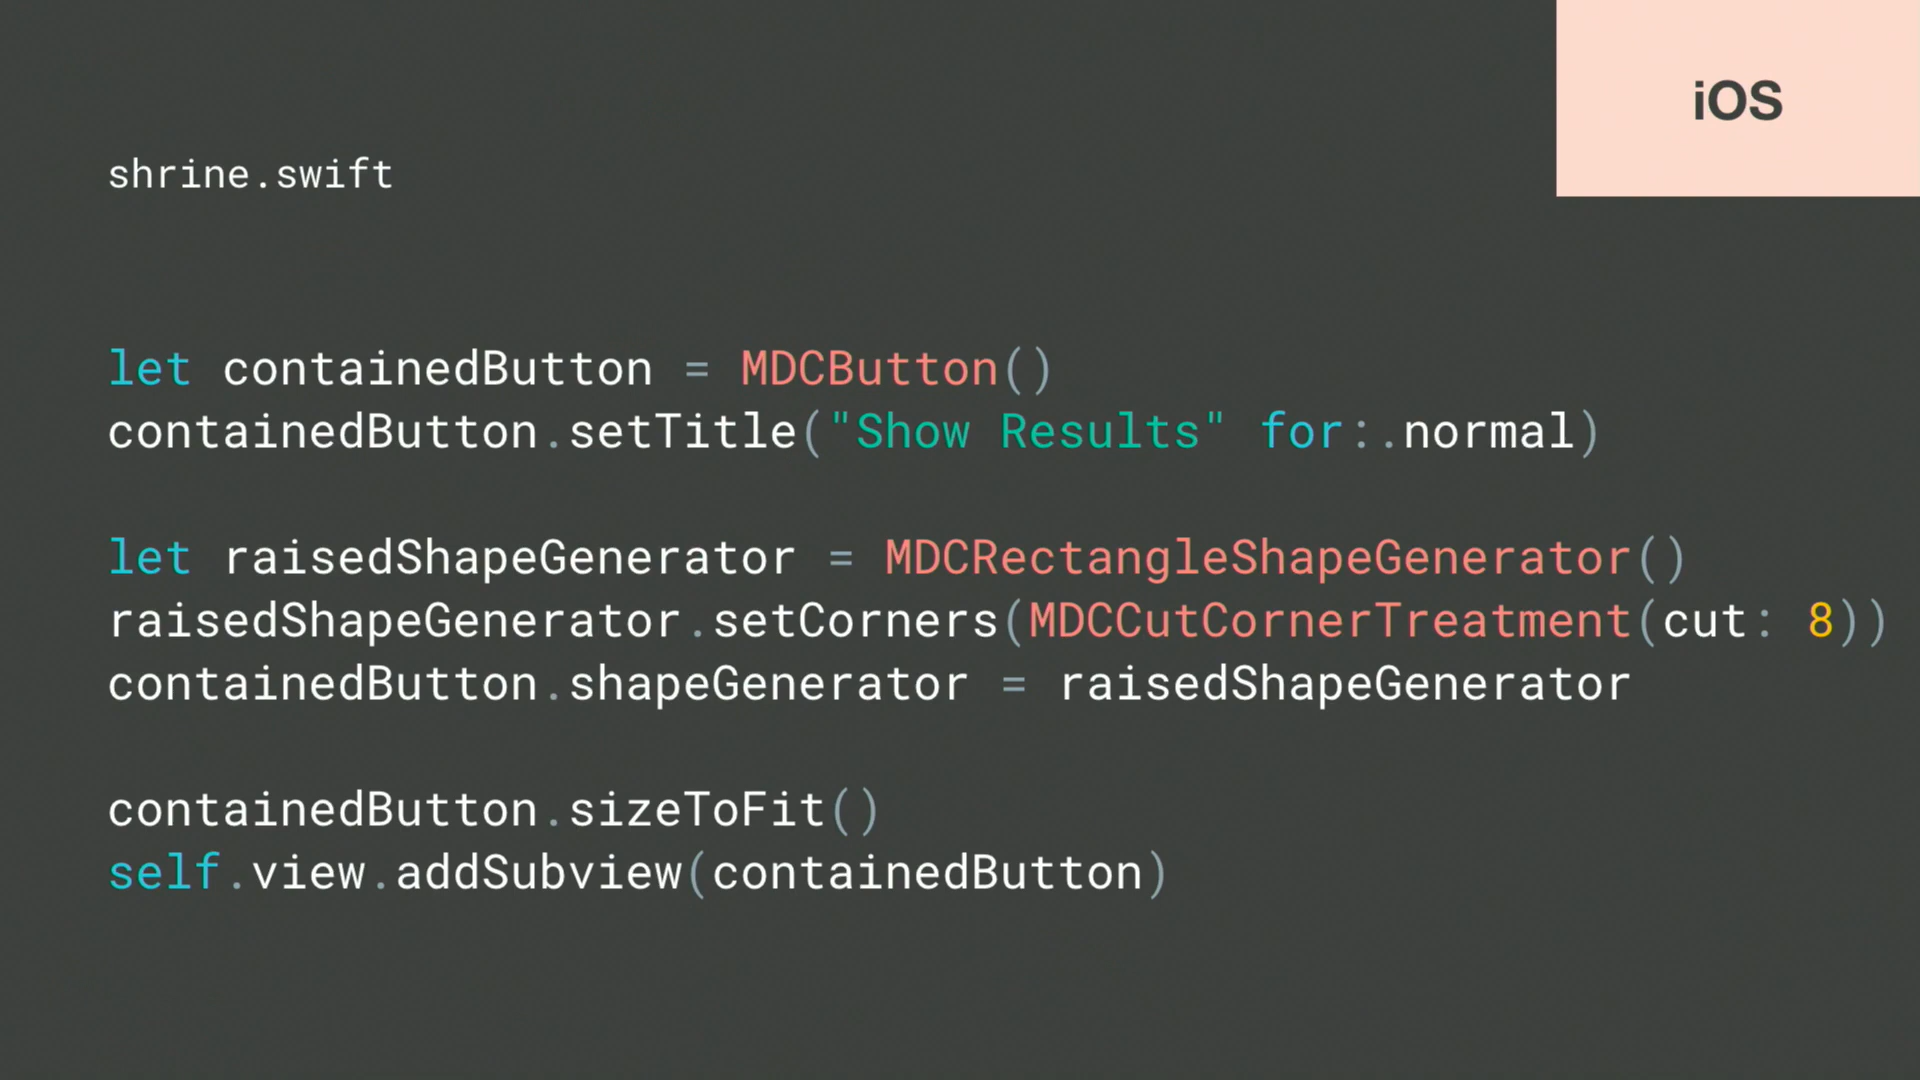 iOS
shrine.swift
let containedButton = MDCButton()
containedButton.setTitle("Show Results" for:.normal)
let raisedShapeGenerator = MDCRectangleShapeGenerator()
raisedShapeGenerator.setCorners(MDCCutCornerTreatment(cut: 8))
containedButton.shapeGenerator = raisedShapeGenerator
containedButton.sizeToFit()
self.view.addSubview(containedButton)